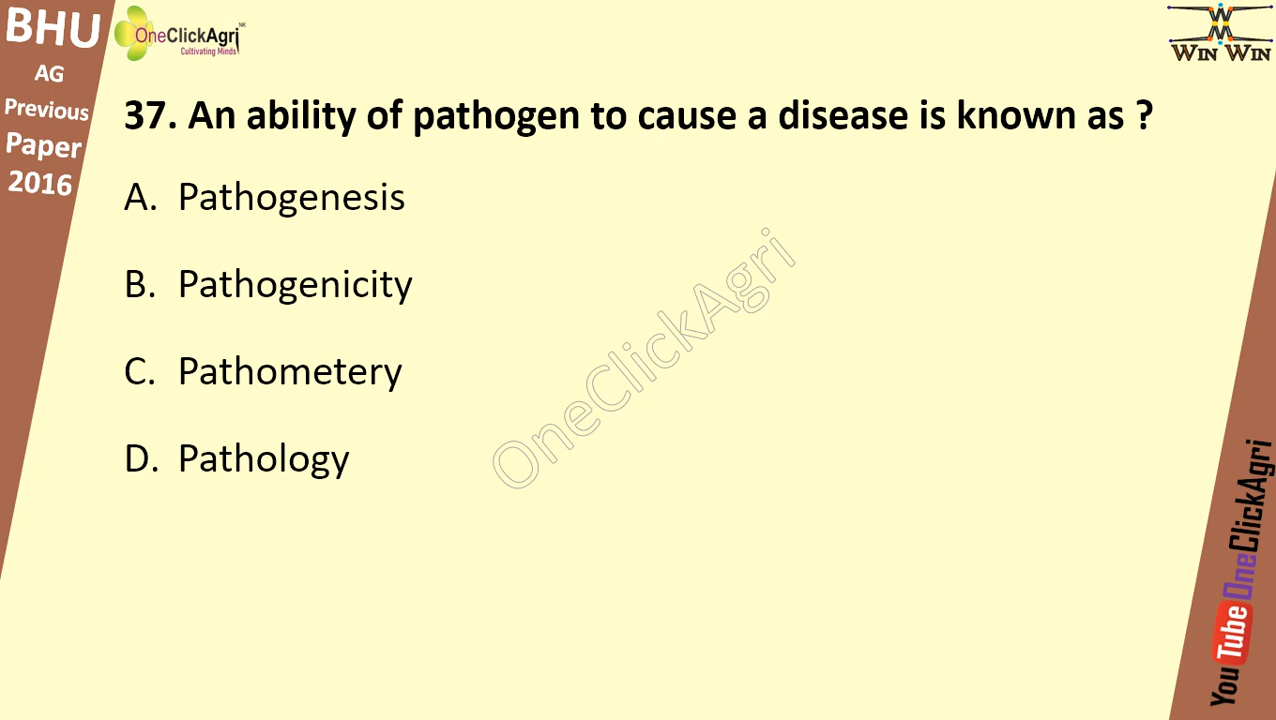 BHU
AG
Previous
Paper
2016
OneClickAgri NK
Cultivating Minds
WIN WIN
37. An ability of pathogen to cause a disease is known as ?
A. Pathogenesis
B. Pathogenicity
C. Pathometery
D. Pathology
OneClickAgri
YouTube OneClickAgri